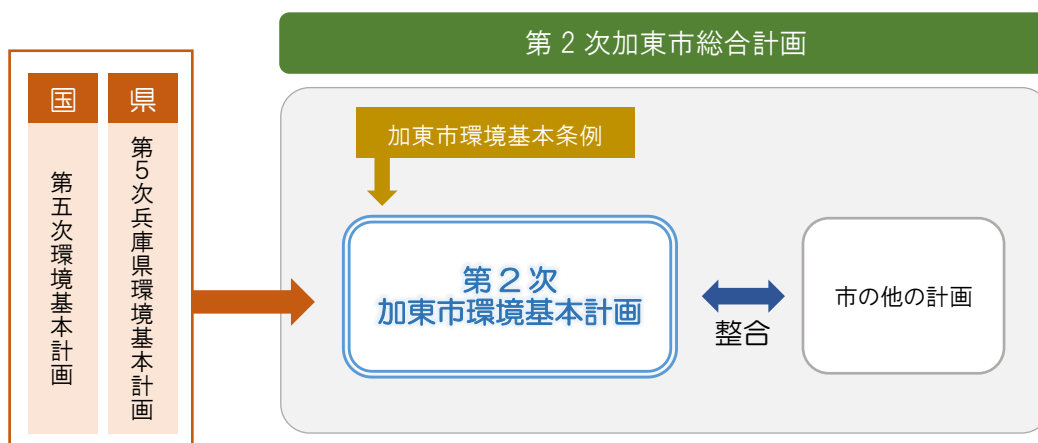 第２次加東市総合計画
国
第五次環境基本計画
県
第5次兵庫県環境基本計画
加東市環境基本条例
第２次
加東市環境基本計画
整合
市の他の計画